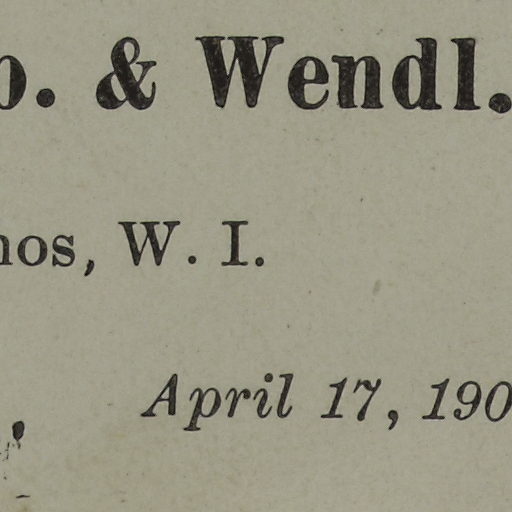 o. & Wendl.
nos, W. I.
April 17, 190